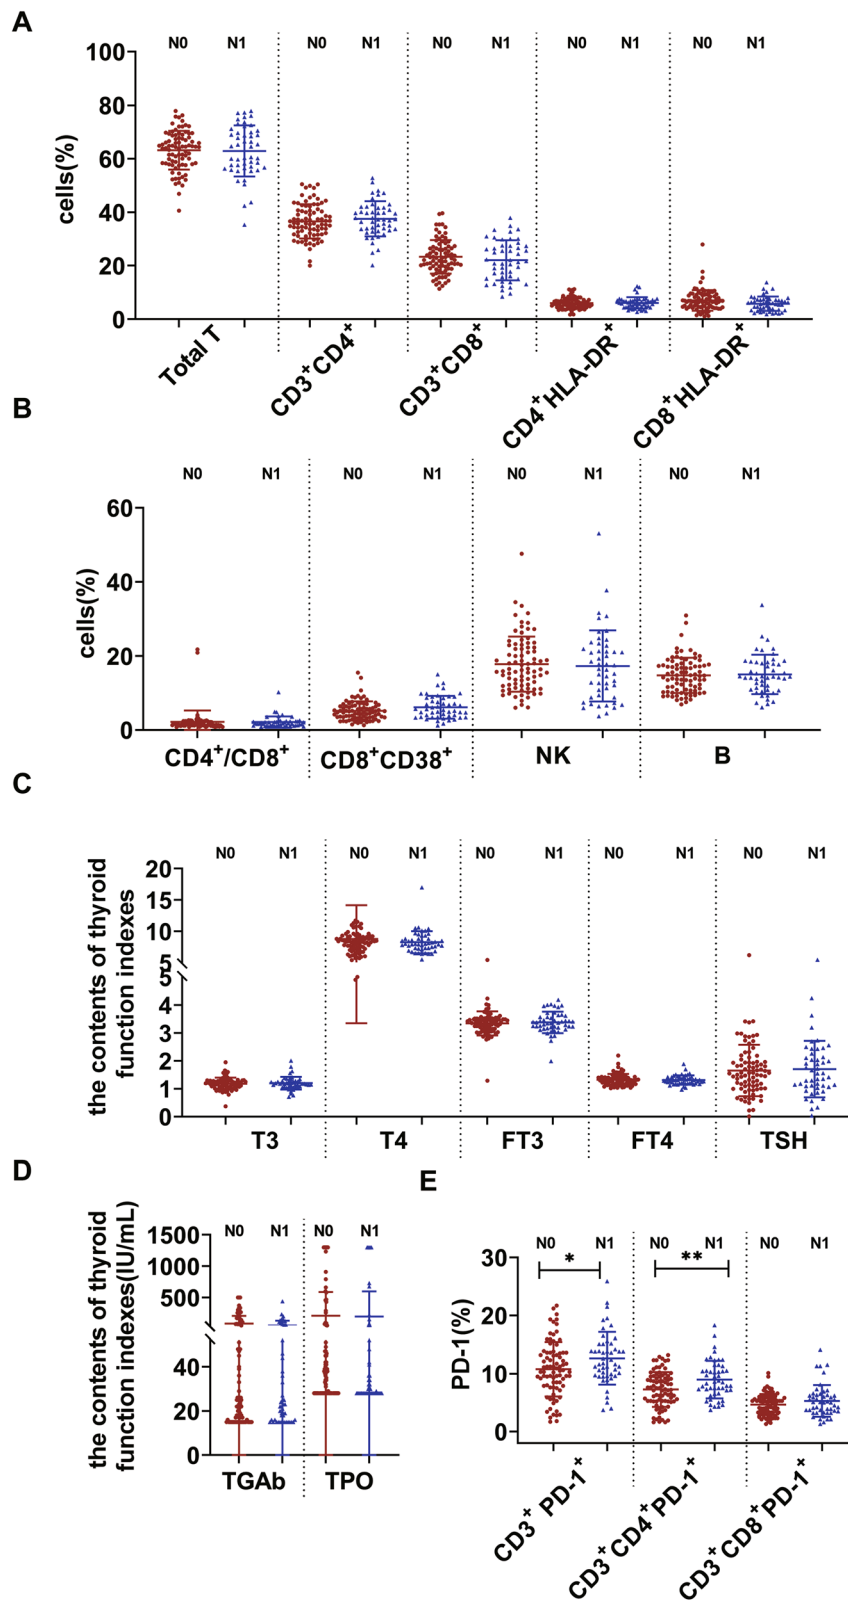 A
N0 N1 N0 N1 N0 N1 N0 N1 N0 N1
cells(%)
100
80
60
40
20
0
Total T CD3⁺CD4⁺ CD3⁺CD8⁺ CD4⁺HLA-DR⁺ CD8⁺HLA-DR⁺
B
N0 N1 N0 N1 N0 N1 N0 N1
cells(%)
60
40
20
0
CD4⁺/CD8⁺ CD8⁺CD38⁺ NK B
C
N0 N1 N0 N1 N0 N1 N0 N1 N0 N1
the contents of thyroid
function indexes
20
15
10
5
5
4
3
2
1
0
T3 T4 FT3 FT4 TSH
D
N0 N1 N0 N1
the contents of thyroid
function indexes(IU/mL)
1500
1000
500
40
20
0
TGAb TPO
E
N0 N1 N0 N1 N0 N1
* **
PD-1(%)
30
20
10
0
CD3⁺ PD-1⁺ CD3⁺CD4⁺PD-1⁺ CD3⁺CD8⁺PD-1⁺